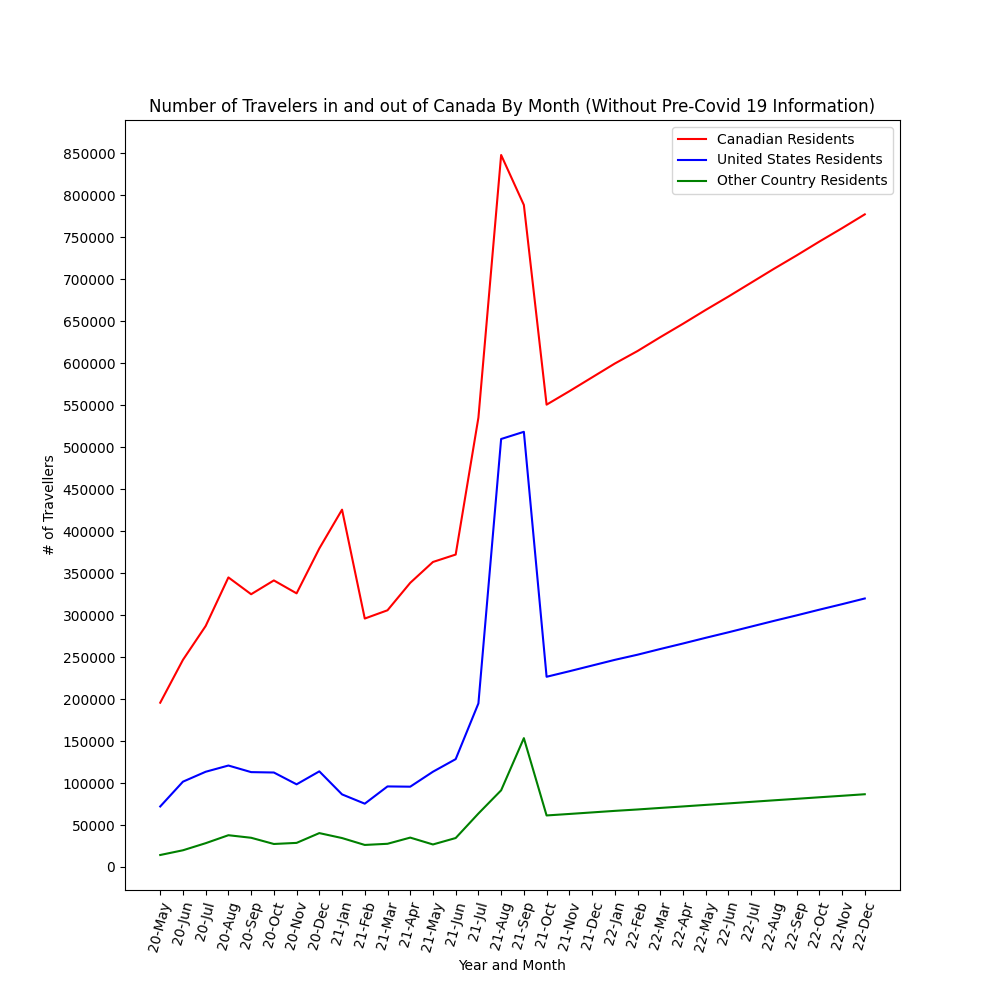 Number of Travelers in and out of Canada By Month (Without Pre-Covid 19 Information)
Canadian Residents
United States Residents
Other Country Residents
850000
800000
750000
700000
650000
600000
550000
500000
450000
400000
350000
300000
250000
200000
150000
100000
50000
0
# of Travellers
20-May
20-Jun
20-Jul
20-Aug
20-Sep
20-Oct
20-Nov
20-Dec
21-Jan
21-Feb
21-Mar
21-Apr
21-May
21-Jun
21-Jul
21-Aug
21-Sep
21-Oct
21-Nov
21-Dec
22-Jan
22-Feb
22-Mar
22-Apr
22-May
22-Jun
22-Jul
22-Aug
22-Sep
22-Oct
22-Nov
22-Dec
Year and Month